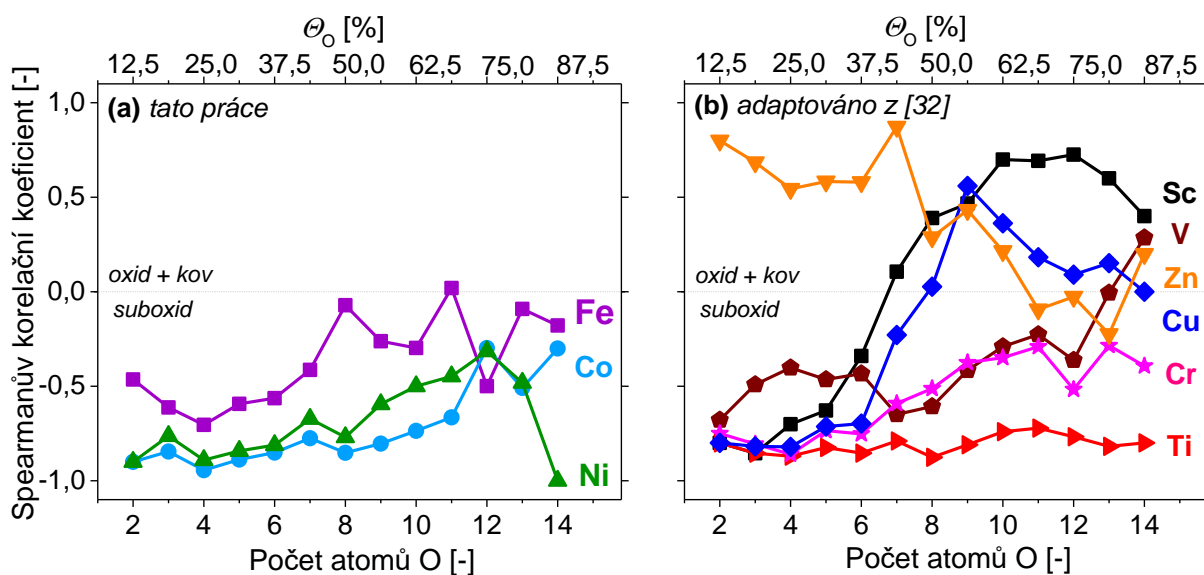 Θ_O [%]
12,5 25,0 37,5 50,0 62,5 75,0 87,5
(a) tato práce
Spearmanův korelační koeficient [-]
1,0
0,5
0,0
-0,5
-1,0
oxid + kov
suboxid
Fe
Co
Ni
2 4 6 8 10 12 14
Počet atomů O [-]
Θ_O [%]
12,5 25,0 37,5 50,0 62,5 75,0 87,5
(b) adaptováno z [32]
oxid + kov
suboxid
Sc
V
Zn
Cu
Cr
Ti
2 4 6 8 10 12 14
Počet atomů O [-]